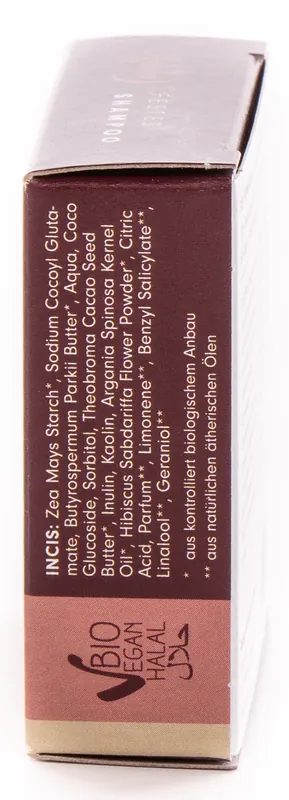 FESTES
SHAMPOO
INCIS: Zea Mays Starch*, Sodium Cocoyl Gluta-
mate, Butyrospermum Parkii Butter*, Aqua, Coco
Glucoside, Sorbitol, Theobroma Cacao Seed
Butter*, Inulin, Kaolin, Argania Spinosa Kernel
Oil*, Hibiscus Sabdariffa Flower Powder*, Citric
Acid, Parfum**, Limonene**, Benzyl Salicylate**,
Linalool**, Geraniol**
* aus kontrolliert biologischem Anbau
** aus natürlichen ätherischen Ölen
BIO
VEGAN
HALAL
حلال